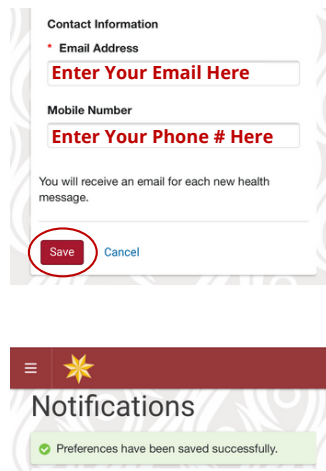 Contact Information
* Email Address
Enter Your Email Here
Mobile Number
Enter Your Phone # Here
You will receive an email for each new health
message.
Save Cancel
Notifications
Preferences have been saved successfully.